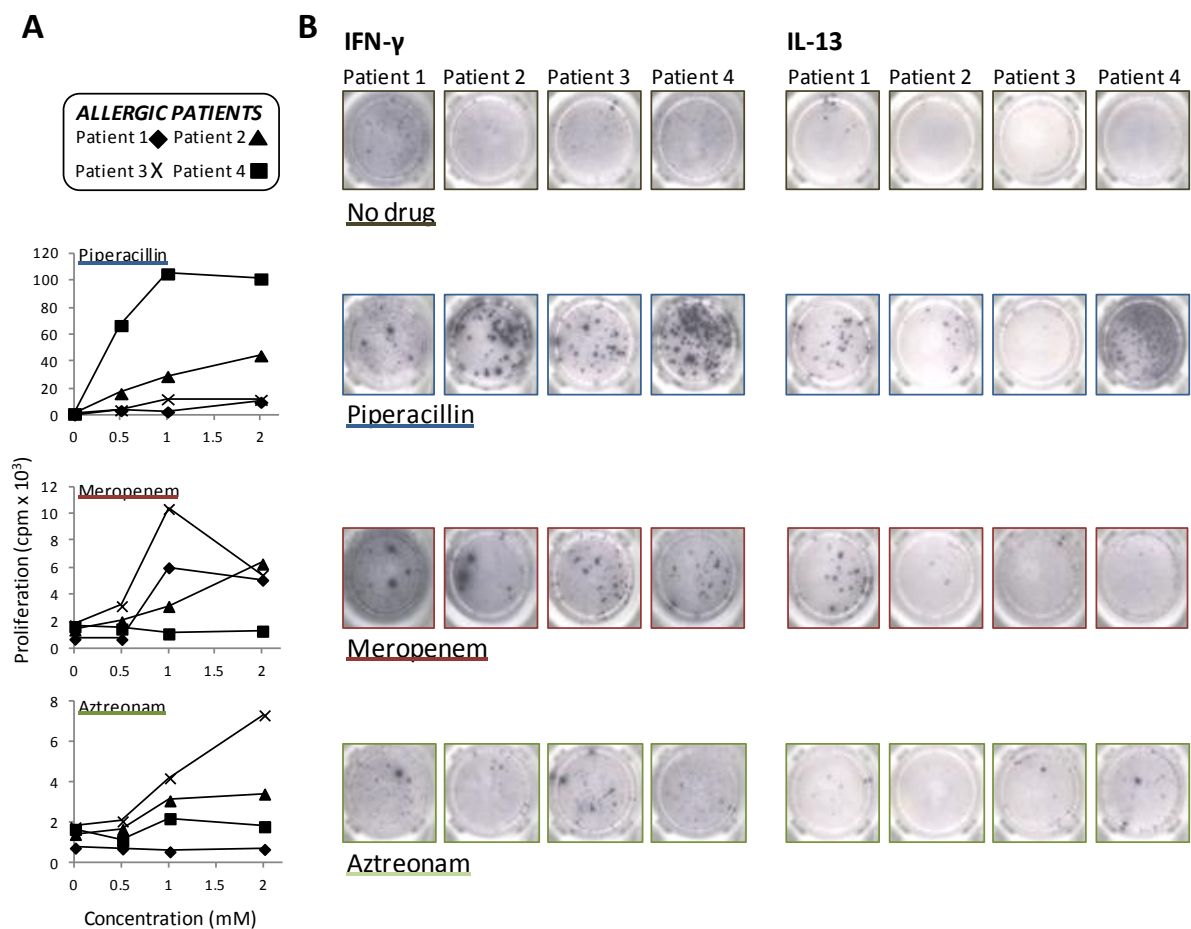 A
B
IFN-γ
IL-13
Patient 1 Patient 2 Patient 3 Patient 4
Patient 1 Patient 2 Patient 3 Patient 4
ALLERGIC PATIENTS
Patient 1 Patient 2
Patient 3 Patient 4
No drug
Piperacillin
120
100
80
60
40
20
0
0 0.5 1 1.5 2
Piperacillin
Proliferation (cpm x 10³)
Meropenem
12
10
8
6
4
2
0
0 0.5 1 1.5 2
Meropenem
Aztreonam
8
6
4
2
0
0 0.5 1 1.5 2
Concentration (mM)
Aztreonam